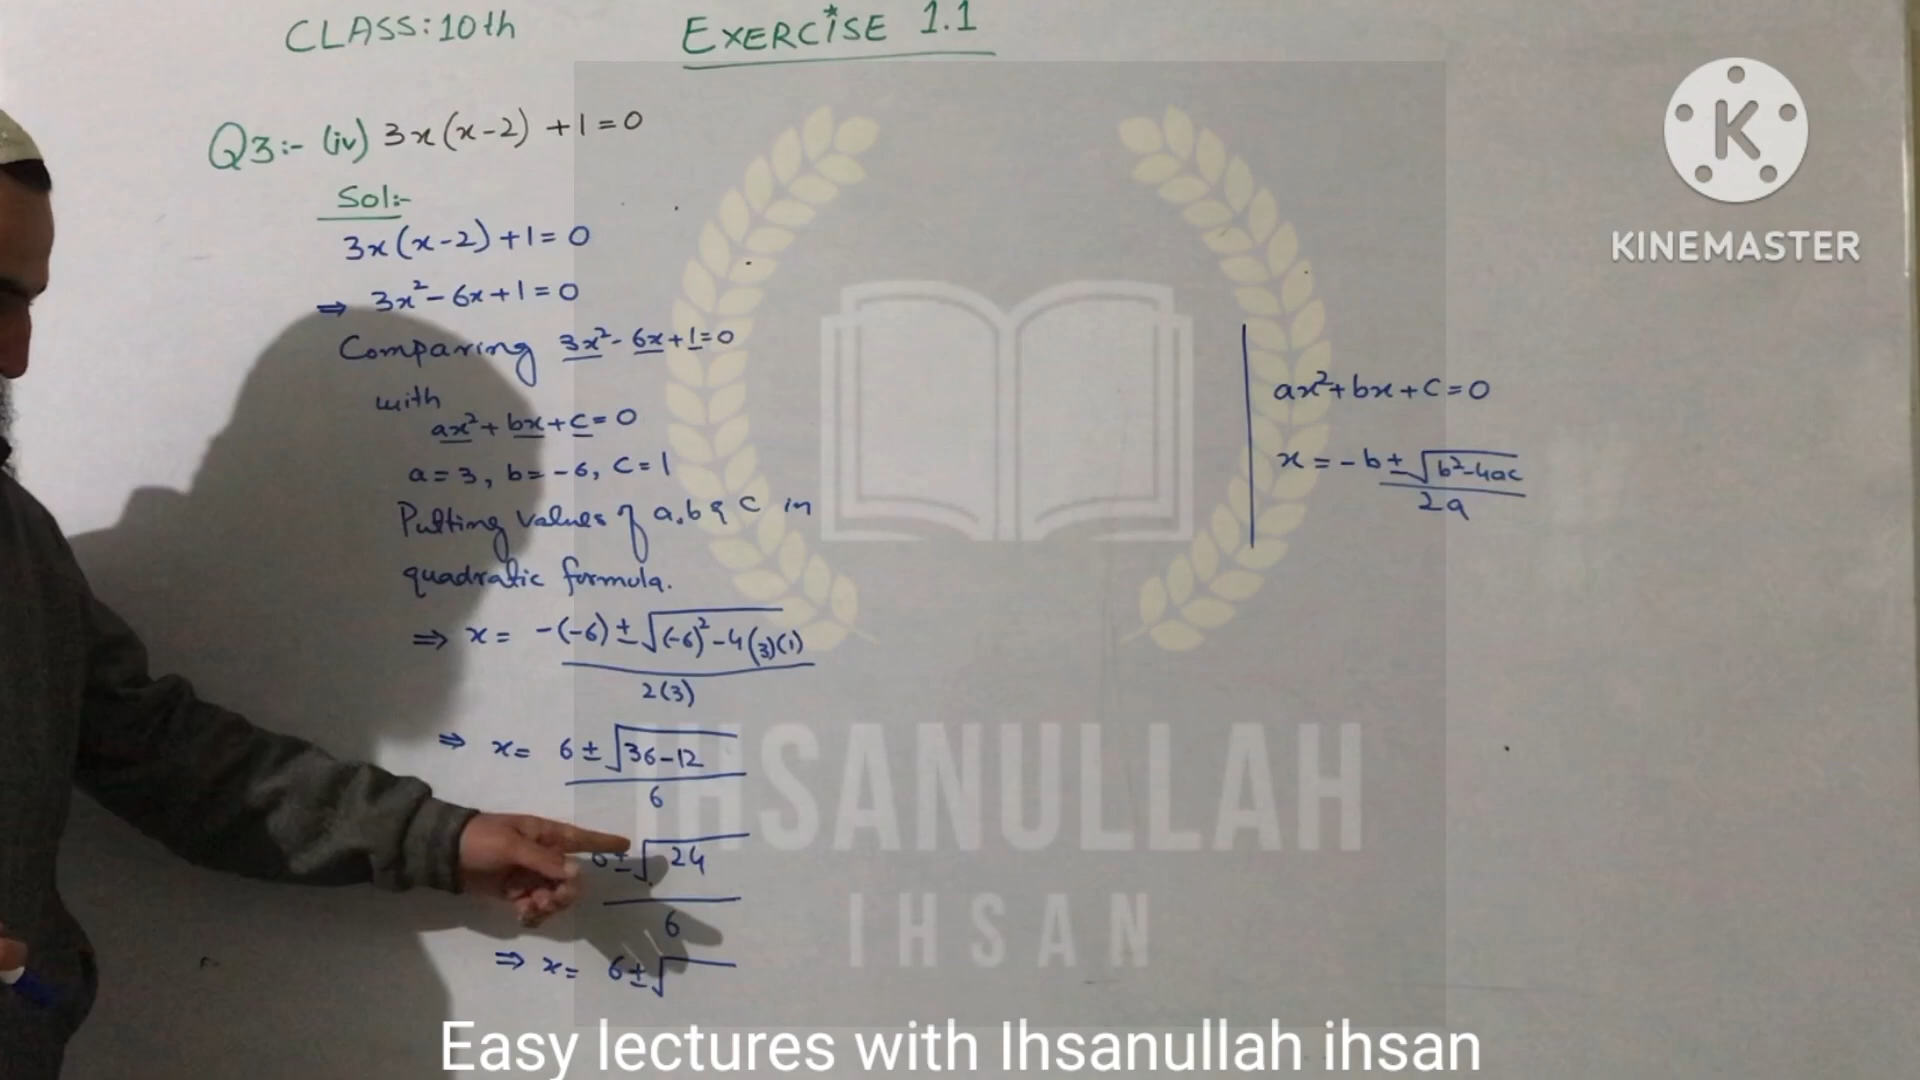 CLASS:10th
EXERCISE 1.1
Q3:- (iv) 3x(x-2) +1=0
Sol:-
3x(x-2)+1=0
⇒ 3x²-6x+1=0
Comparing 3x²-6x+1=0
with
ax²+bx+c=0
a=3, b=-6, c=1
Putting values of a,b & c in
quadratic formula.
⇒ x= -(-6)±√(-6)²-4(3)(1)
2(3)
⇒ x= 6±√36-12
6
±√24
6
⇒ x= 6±√
ax²+bx+c=0
x=-b±√b²-4ac
2a
K
KINEMASTER
IHSANULLAH
IHSAN
Easy lectures with Ihsanullah ihsan